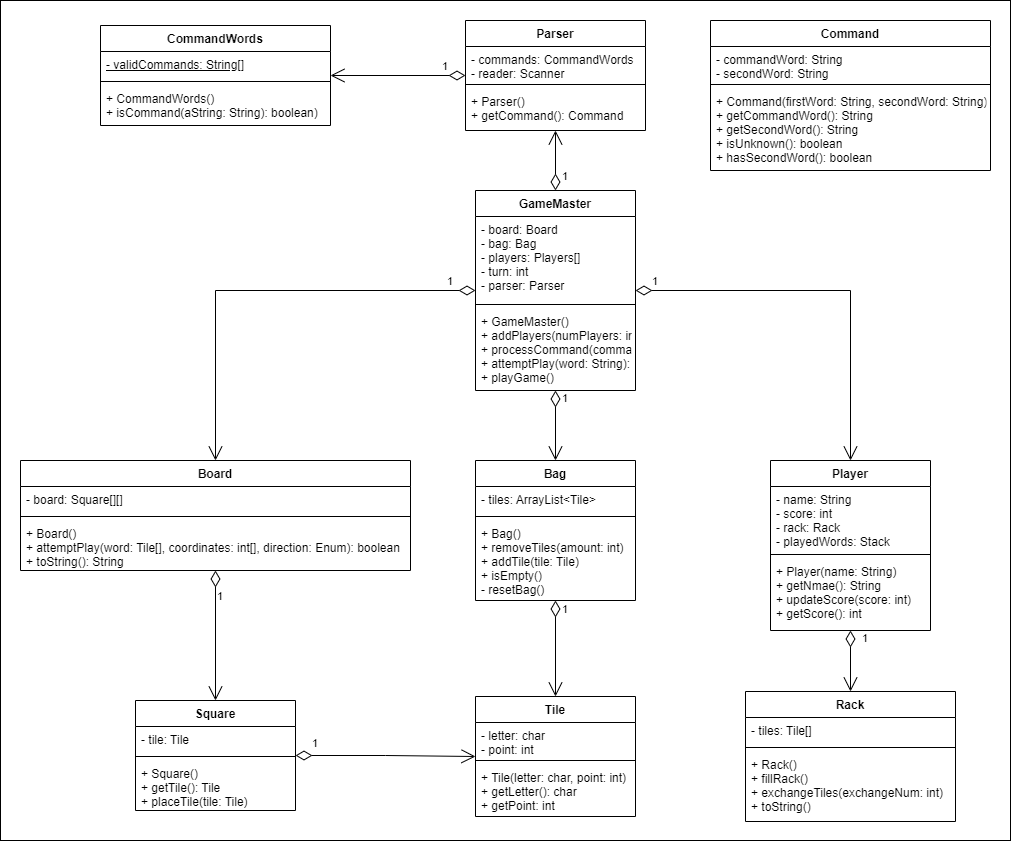 CommandWords
- validCommands: String[]
+ CommandWords()
+ isCommand(aString: String): boolean)
1
Parser
- commands: CommandWords
- reader: Scanner
+ Parser()
+ getCommand(): Command
Command
- commandWord: String
- secondWord: String
+ Command(firstWord: String, secondWord: String)
+ getCommandWord(): String
+ getSecondWord(): String
+ isUnknown(): boolean
+ hasSecondWord(): boolean
1
GameMaster
- board: Board
- bag: Bag
- players: Players[]
- turn: int
- parser: Parser
+ GameMaster()
+ addPlayers(numPlayers: in
+ processCommand(comma
+ attemptPlay(word: String):
+ playGame()
1
1
1
Board
- board: Square[][]
+ Board()
+ attemptPlay(word: Tile[], coordinates: int[], direction: Enum): boolean
+ toString(): String
1
Bag
- tiles: ArrayList<Tile>
+ Bag()
+ removeTiles(amount: int)
+ addTile(tile: Tile)
+ isEmpty()
- resetBag()
1
Player
- name: String
- score: int
- rack: Rack
- playedWords: Stack
+ Player(name: String)
+ getNmae(): String
+ updateScore(score: int)
+ getScore(): int
1
Square
- tile: Tile
+ Square()
+ getTile(): Tile
+ placeTile(tile: Tile)
1
Tile
- letter: char
- point: int
+ Tile(letter: char, point: int)
+ getLetter(): char
+ getPoint: int
Rack
- tiles: Tile[]
+ Rack()
+ fillRack()
+ exchangeTiles(exchangeNum: int)
+ toString()